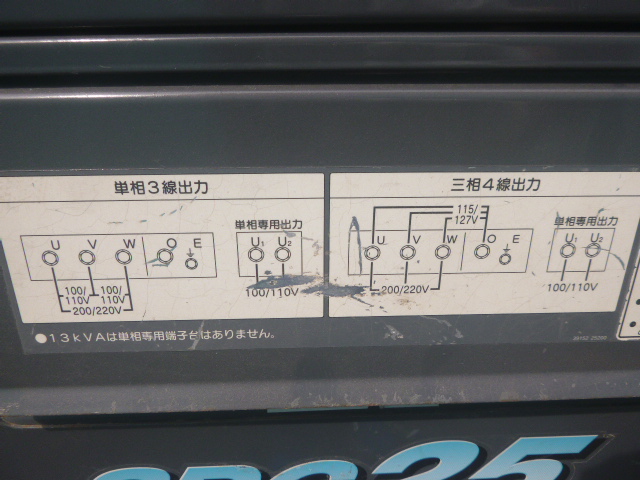 単相3線出力
単相専用出力
U V W O E U₁ U₂
100/110V 100/110V
200/220V
100/110V
●13kVAは単相専用端子台はありません。
三相4線出力
115/127V
単相専用出力
U V W O E U₁ U₂
200/220V
100/110V
25